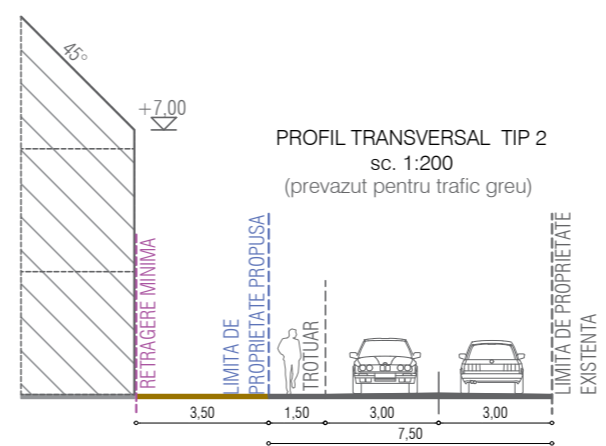 45°
+7,00
PROFIL TRANSVERSAL TIP 2
sc. 1:200
(prevazut pentru trafic greu)
RETRAGERE MINIMA
LIMITA DE
PROPRIETATE PROPUSA
TROTUAR
LIMITA DE PROPRIETATE
EXISTENTA
3,50
1,50
3,00
3,00
7,50